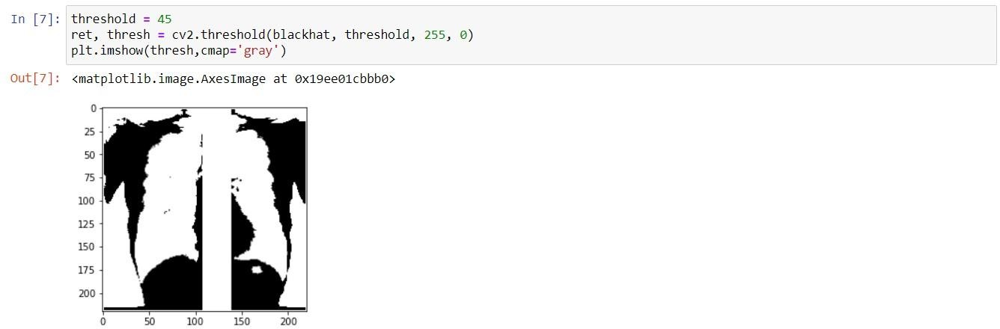 In [7]: threshold = 45
ret, thresh = cv2.threshold(blackhat, threshold, 255, 0)
plt.imshow(thresh,cmap='gray')
Out[7]: <matplotlib.image.AxesImage at 0x19ee01cbbb0>
0
25
50
75
100
125
150
175
200
0 50 100 150 200